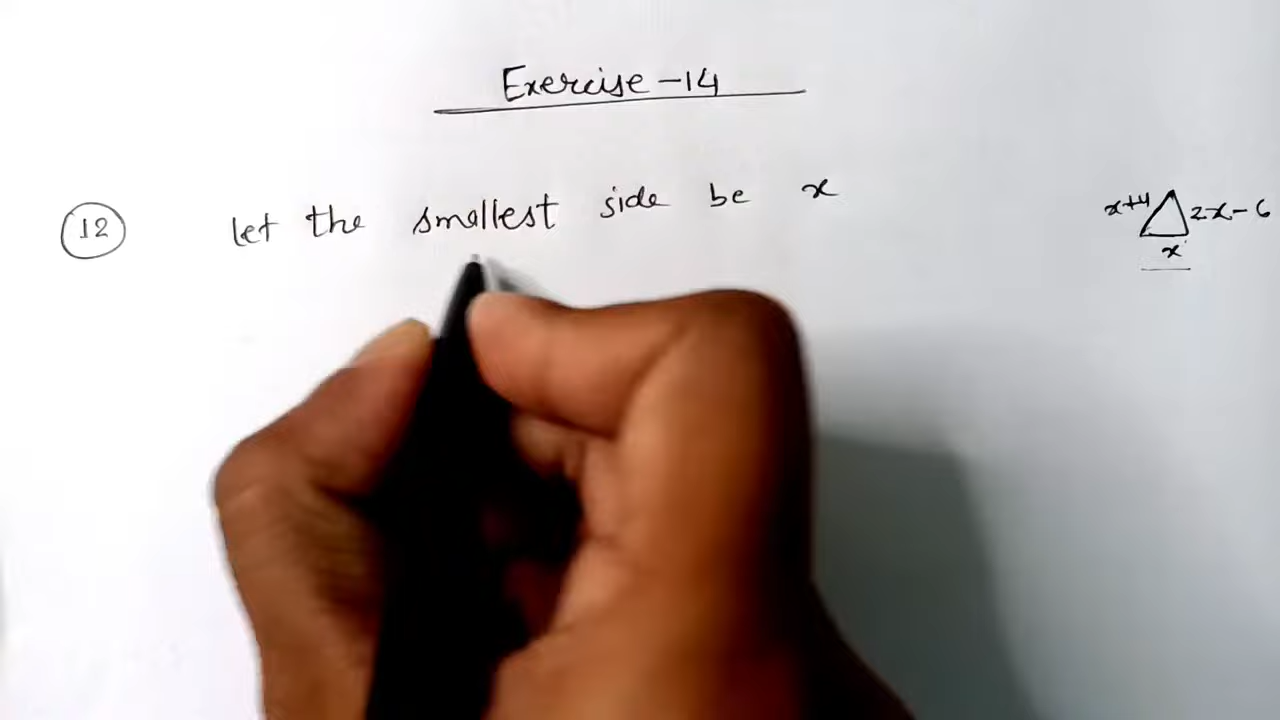 Exercise -14
12 let the smallest side be x
x+4 2x-6
x